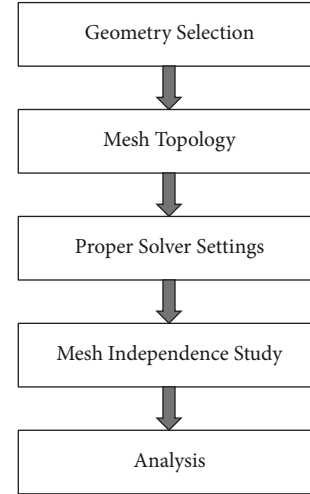 Geometry Selection
Mesh Topology
Proper Solver Settings
Mesh Independence Study
Analysis